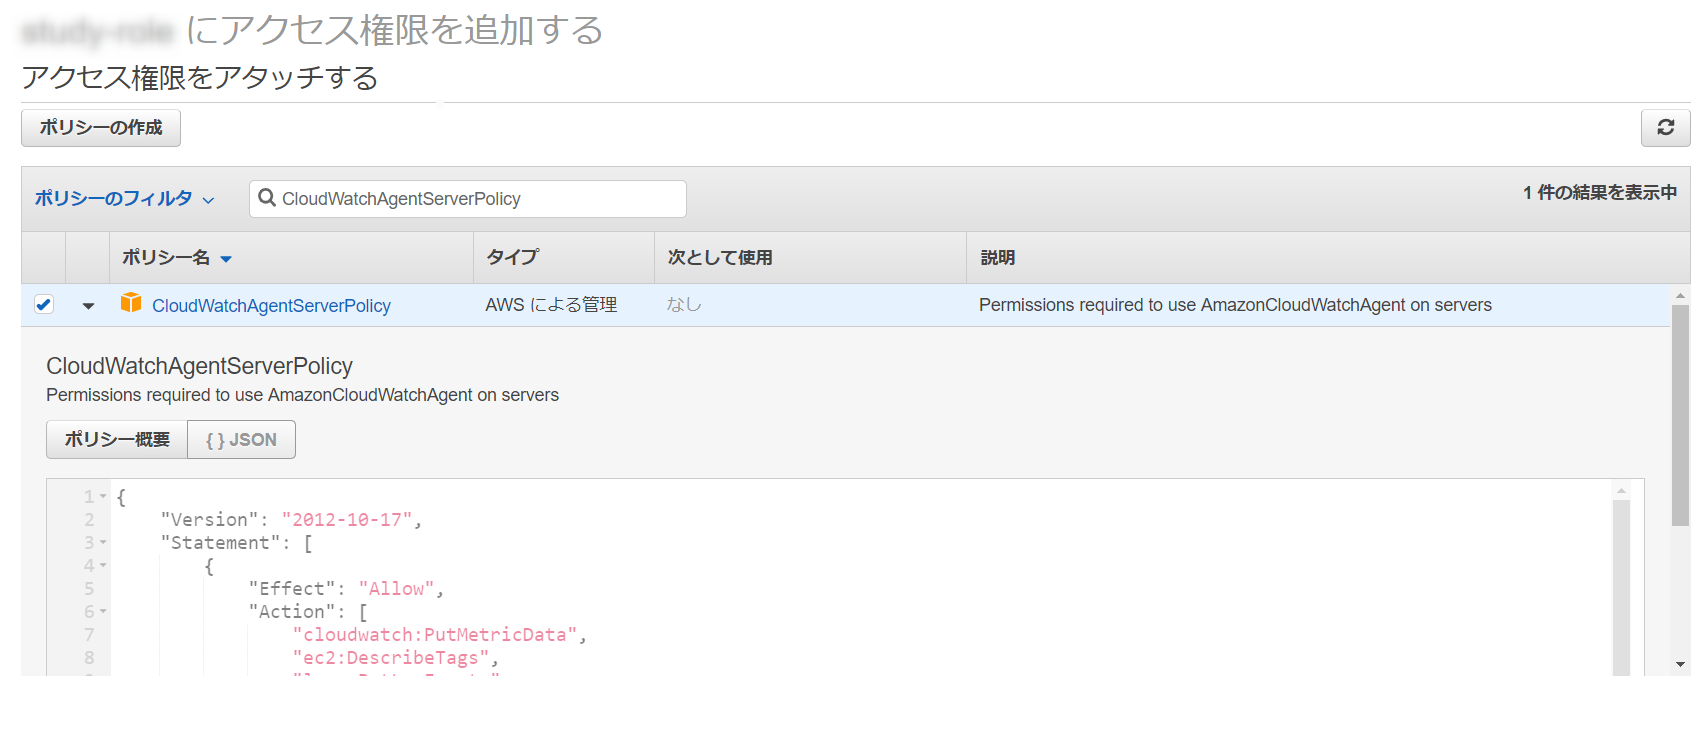 study-role にアクセス権限を追加する
アクセス権限をアタッチする
ポリシーの作成
ポリシーのフィルタ CloudWatchAgentServerPolicy 1 件の結果を表示中
ポリシー名 タイプ 次として使用 説明
CloudWatchAgentServerPolicy AWS による管理 なし Permissions required to use AmazonCloudWatchAgent on servers
CloudWatchAgentServerPolicy
Permissions required to use AmazonCloudWatchAgent on servers
ポリシー概要 { } JSON
1 {
2 "Version": "2012-10-17",
3 "Statement": [
4 {
5 "Effect": "Allow",
6 "Action": [
7 "cloudwatch:PutMetricData",
8 "ec2:DescribeTags",